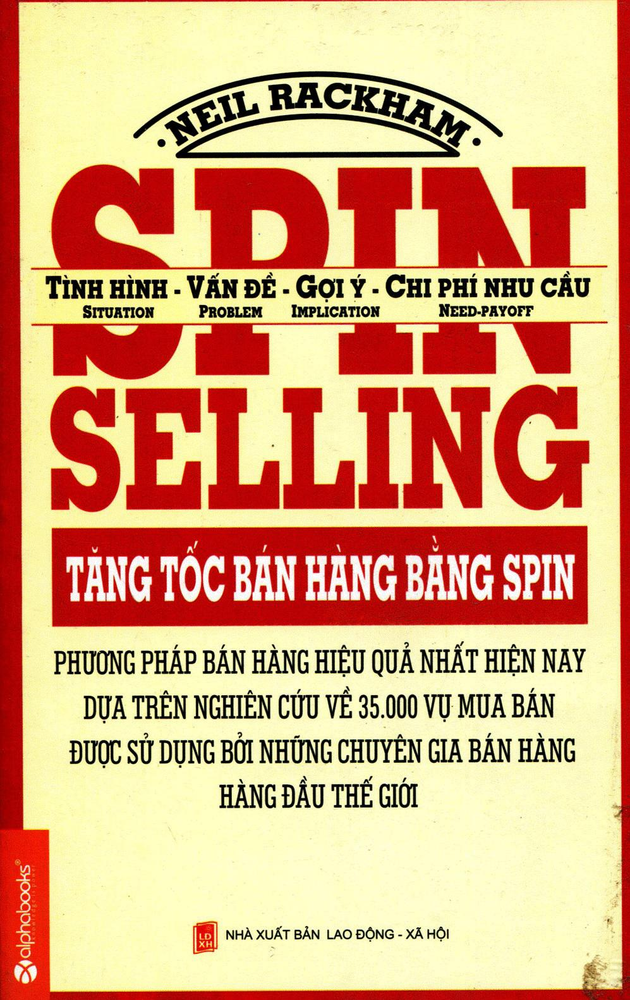 NEIL RACKHAM
SPIN
TÌNH HÌNH - VẤN ĐỀ - GỢI Ý - CHI PHÍ NHU CẦU
SITUATION PROBLEM IMPLICATION NEED-PAYOFF
SELLING
TĂNG TỐC BÁN HÀNG BẰNG SPIN
PHƯƠNG PHÁP BÁN HÀNG HIỆU QUẢ NHẤT HIỆN NAY
DỰA TRÊN NGHIÊN CỨU VỀ 35.000 VỤ MUA BÁN
ĐƯỢC SỬ DỤNG BỞI NHỮNG CHUYÊN GIA BÁN HÀNG
HÀNG ĐẦU THẾ GIỚI
alphabooks®
knowledge is power
LĐ
XH
NHÀ XUẤT BẢN LAO ĐỘNG - XÃ HỘI